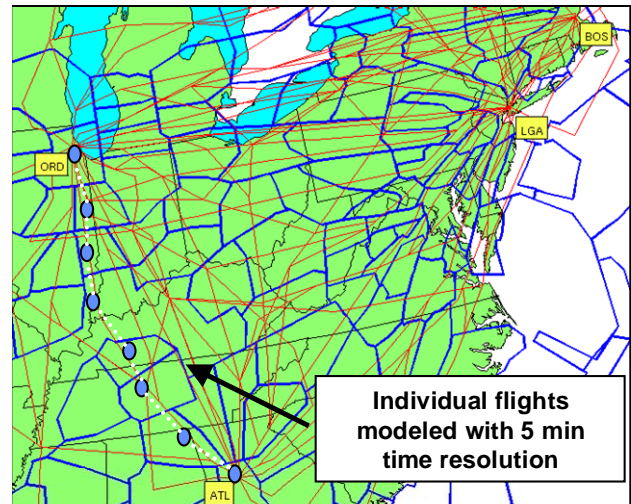 BOS
LGA
ORD
Individual flights
modeled with 5 min
time resolution
ATL